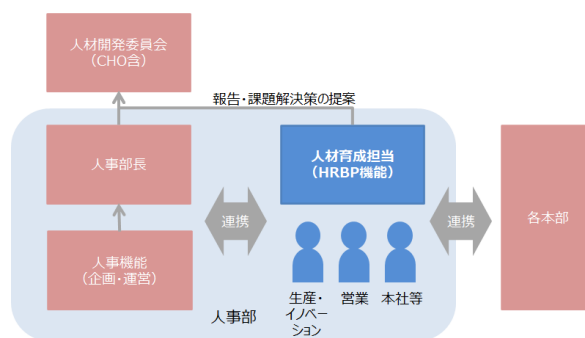 人材開発委員会
(CHO含)
報告・課題解決策の提案
人事部長
人材育成担当
(HRBP機能)
連携
連携
各本部
人事機能
(企画・運営)
生産・
イノベー
ション
営業
本社等
人事部